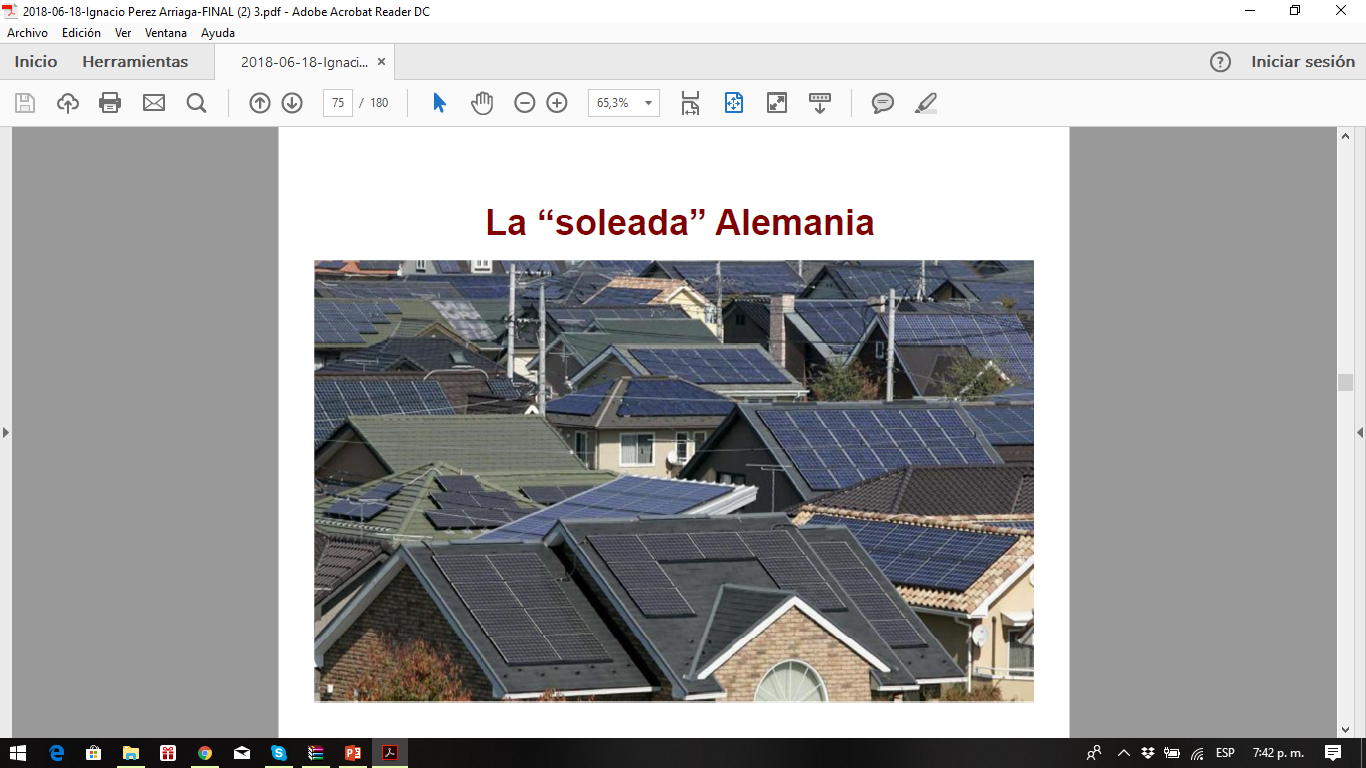 2018-06-18-Ignacio Perez Arriaga-FINAL (2) 3.pdf - Adobe Acrobat Reader DC
Archivo Edición Ver Ventana Ayuda
Inicio Herramientas 2018-06-18-Ignaci... × ? Iniciar sesión
75 / 180 65,3%
La “soleada” Alemania
ESP 7:42 p. m.